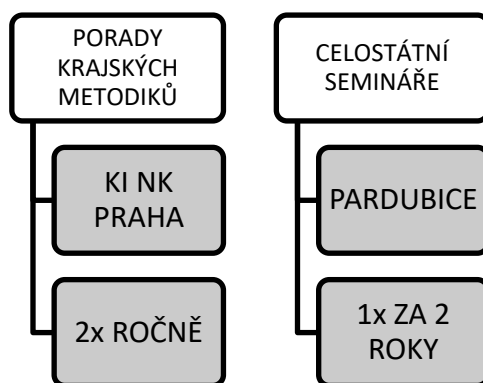 PORADY
KRAJSKÝCH
METODIKŮ
KI NK
PRAHA
2x ROČNĚ
CELOSTÁTNÍ
SEMINÁŘE
PARDUBICE
1x ZA 2
ROKY